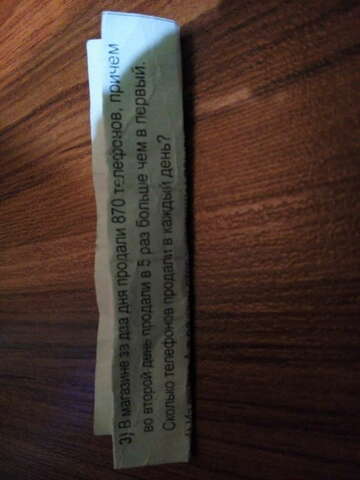 3) В магазине за два дня продали 870 телефонов, причем
во второй день продали в 5 раз больше чем в первый.
Сколько телефонов продали в каждый день?